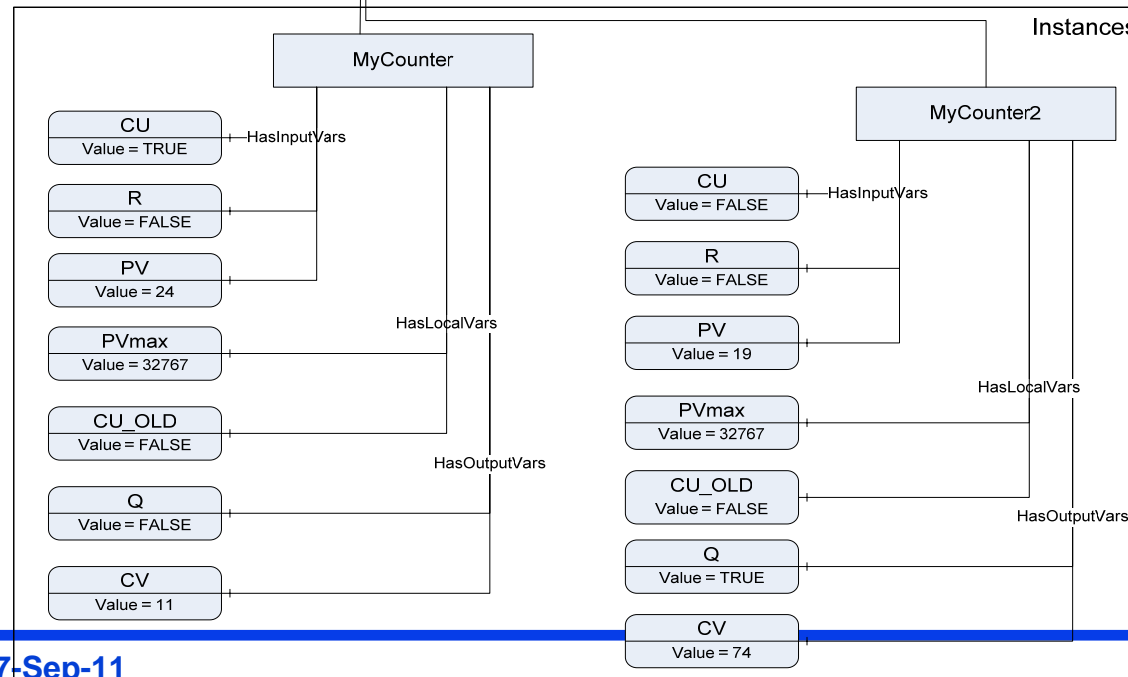 Instances
MyCounter
CU
Value = TRUE
HasInputVars
R
Value = FALSE
PV
Value = 24
HasLocalVars
PVmax
Value = 32767
CU_OLD
Value = FALSE
HasOutputVars
Q
Value = FALSE
CV
Value = 11
MyCounter2
CU
Value = FALSE
HasInputVars
R
Value = FALSE
PV
Value = 19
HasLocalVars
PVmax
Value = 32767
CU_OLD
Value = FALSE
HasOutputVars
Q
Value = TRUE
CV
Value = 74
7-Sep-11